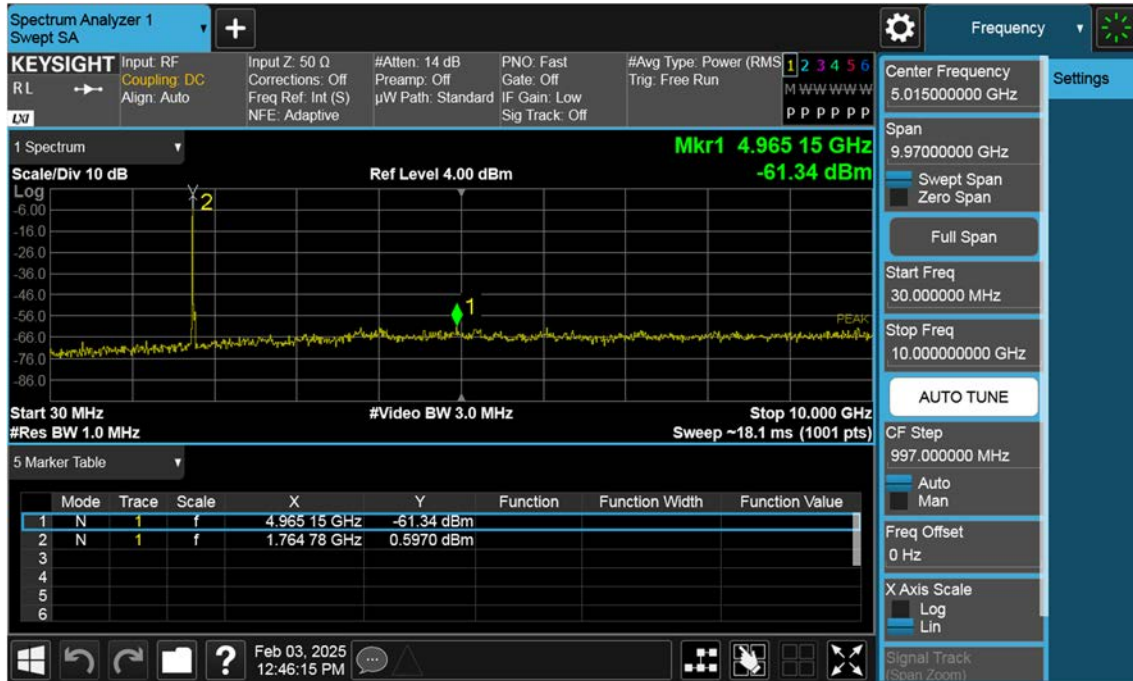 Spectrum Analyzer 1
Swept SA
Frequency
KEYSIGHT
R L
LXI
Input: RF
Coupling: DC
Align: Auto
Input Z: 50 Ω
Corrections: Off
Freq Ref: Int (S)
NFE: Adaptive
#Atten: 14 dB
Preamp: Off
µW Path: Standard
PNO: Fast
Gate: Off
IF Gain: Low
Sig Track: Off
#Avg Type: Power (RMS
Trig: Free Run
1 2 3 4 5 6
M W W W W W
P P P P P P
1 Spectrum
Mkr1 4.965 15 GHz
-61.34 dBm
Scale/Div 10 dB
Ref Level 4.00 dBm
Log
-6.00
-16.0
-26.0
-36.0
-46.0
-56.0
-66.0
-76.0
-86.0
2
1
PEAK
Start 30 MHz
#Video BW 3.0 MHz
Stop 10.000 GHz
#Res BW 1.0 MHz
Sweep ~18.1 ms (1001 pts)
5 Marker Table
Mode Trace Scale X Y Function Function Width Function Value
1 N 1 f 4.965 15 GHz -61.34 dBm
2 N 1 f 1.764 78 GHz 0.5970 dBm
3
4
5
6
?
Feb 03, 2025
12:46:15 PM
Center Frequency
5.015000000 GHz
Settings
Span
9.97000000 GHz
Swept Span
Zero Span
Full Span
Start Freq
30.000000 MHz
Stop Freq
10.000000000 GHz
AUTO TUNE
CF Step
997.000000 MHz
Auto
Man
Freq Offset
0 Hz
X Axis Scale
Log
Lin
Signal Track
(Span Zoom)